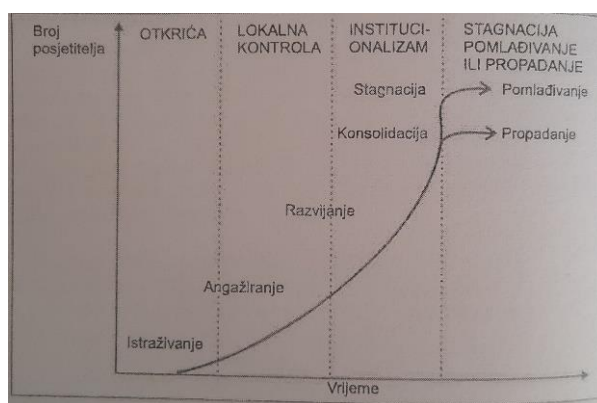 Broj
posjetitelja
OTKRIĆA
LOKALNA
KONTROLA
INSTITUCI-
ONALIZAM
STAGNACIJA
POMLAĐIVANJE
ILI PROPADANJE
Stagnacija
Pomlađivanje
Konsolidacija
Propadanje
Razvijanje
Angažiranje
Istraživanje
Vrijeme